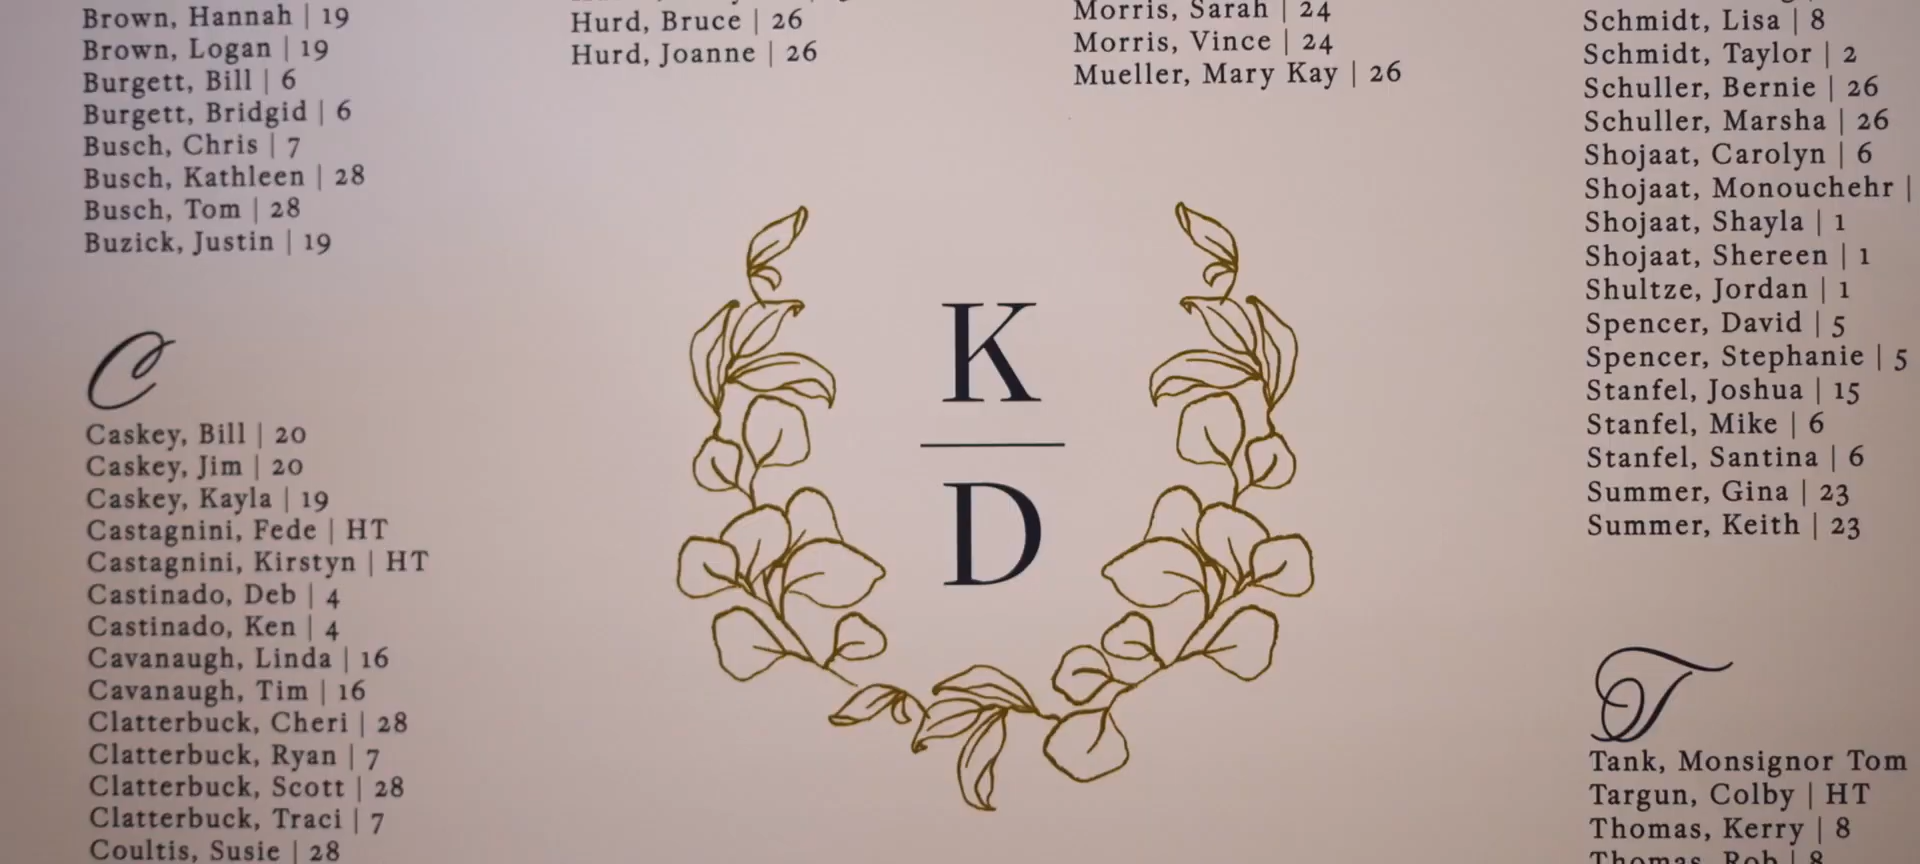 Brown, Hannah | 19
Brown, Logan | 19
Burgett, Bill | 6
Burgett, Bridgid | 6
Busch, Chris | 7
Busch, Kathleen | 28
Busch, Tom | 28
Buzick, Justin | 19
C
Caskey, Bill | 20
Caskey, Jim | 20
Caskey, Kayla | 19
Castagnini, Fede | HT
Castagnini, Kirstyn | HT
Castinado, Deb | 4
Castinado, Ken | 4
Cavanaugh, Linda | 16
Cavanaugh, Tim | 16
Clatterbuck, Cheri | 28
Clatterbuck, Ryan | 7
Clatterbuck, Scott | 28
Clatterbuck, Traci | 7
Coultis, Susie | 28
Hurd, Bruce | 26
Hurd, Joanne | 26
K
D
Morris, Sarah | 24
Morris, Vince | 24
Mueller, Mary Kay | 26
Schmidt, Lisa | 8
Schmidt, Taylor | 2
Schuller, Bernie | 26
Schuller, Marsha | 26
Shojaat, Carolyn | 6
Shojaat, Monouchehr |
Shojaat, Shayla | 1
Shojaat, Shereen | 1
Shultze, Jordan | 1
Spencer, David | 5
Spencer, Stephanie | 5
Stanfel, Joshua | 15
Stanfel, Mike | 6
Stanfel, Santina | 6
Summer, Gina | 23
Summer, Keith | 23
T
Tank, Monsignor Tom
Targun, Colby | HT
Thomas, Kerry | 8
Thomas, Rob | 8